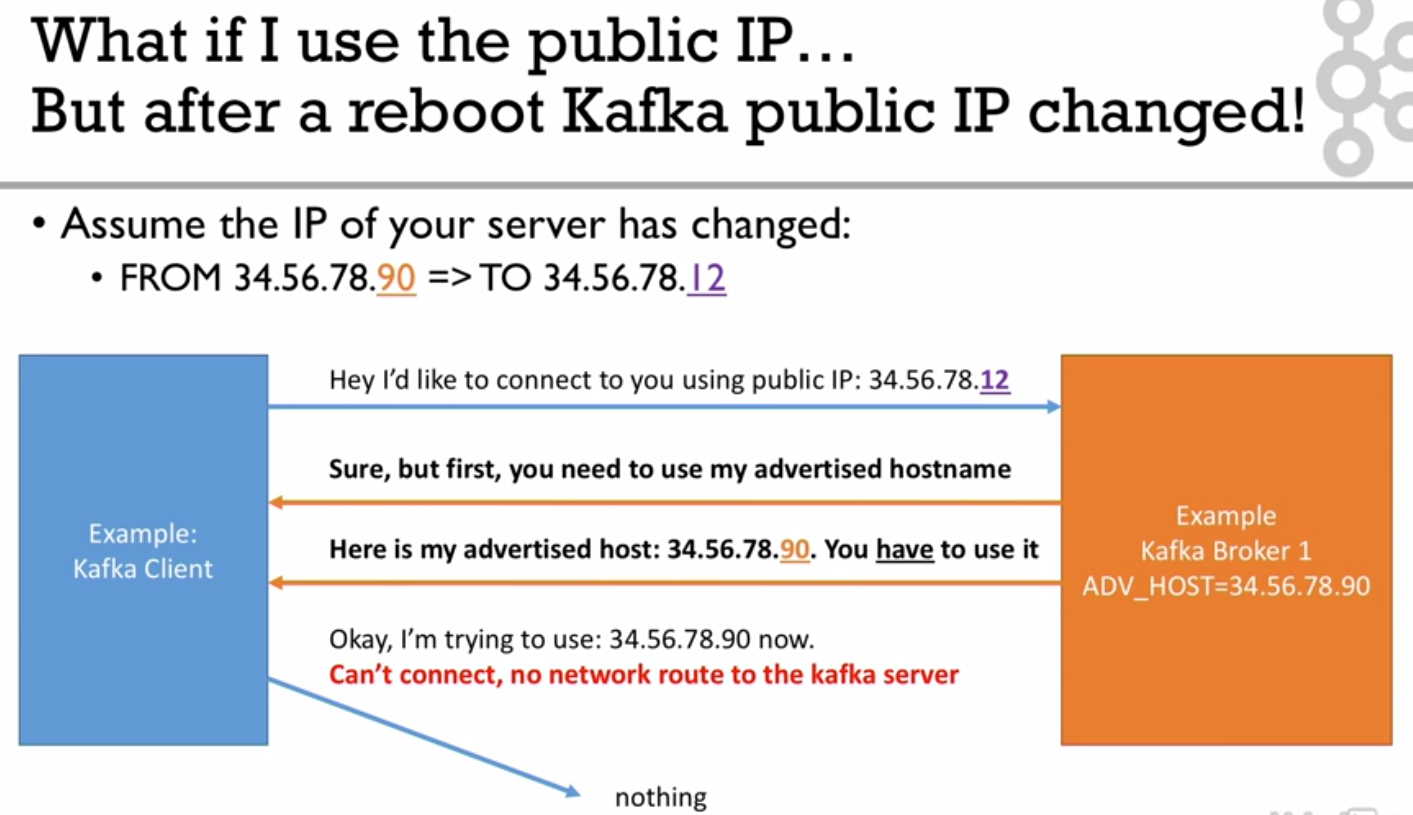 What if I use the public IP...
But after a reboot Kafka public IP changed!
• Assume the IP of your server has changed:
• FROM 34.56.78.90 => TO 34.56.78.12
Hey I'd like to connect to you using public IP: 34.56.78.12
Sure, but first, you need to use my advertised hostname
Here is my advertised host: 34.56.78.90. You have to use it
Okay, I'm trying to use: 34.56.78.90 now.
Can't connect, no network route to the kafka server
nothing
Example:
Kafka Client
Example
Kafka Broker 1
ADV_HOST=34.56.78.90